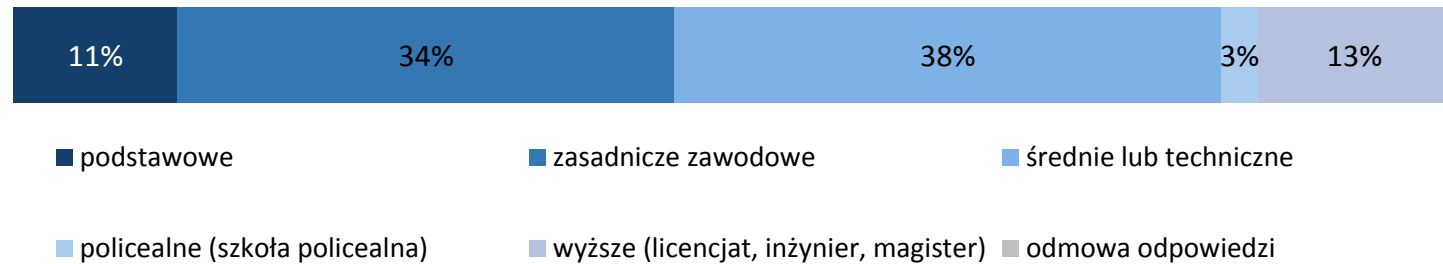 11% 34% 38% 3% 13%
podstawowe zasadnicze zawodowe średnie lub techniczne
policealne (szkoła policealna) wyższe (licencjat, inżynier, magister) odmowa odpowiedzi